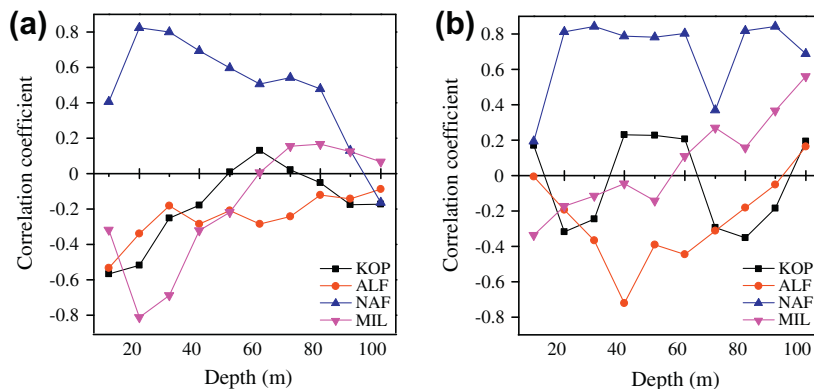 (a)
Correlation coefficient
0.8
0.6
0.4
0.2
0
-0.2
-0.4
-0.6
-0.8
KOP
ALF
NAF
MIL
20 40 60 80 100
Depth (m)
(b)
Correlation coefficient
0.8
0.6
0.4
0.2
0
-0.2
-0.4
-0.6
-0.8
KOP
ALF
NAF
MIL
20 40 60 80 100
Depth (m)